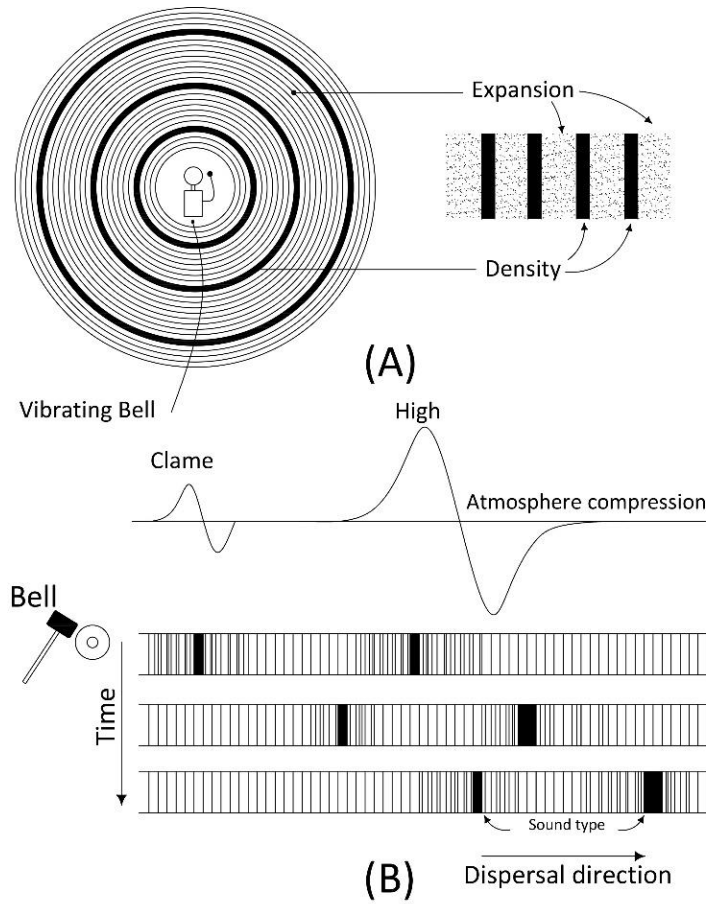 Expansion
Density
(A)
Vibrating Bell
High
Clame
Atmosphere compression
Bell
Time
Sound type
Dispersal direction
(B)